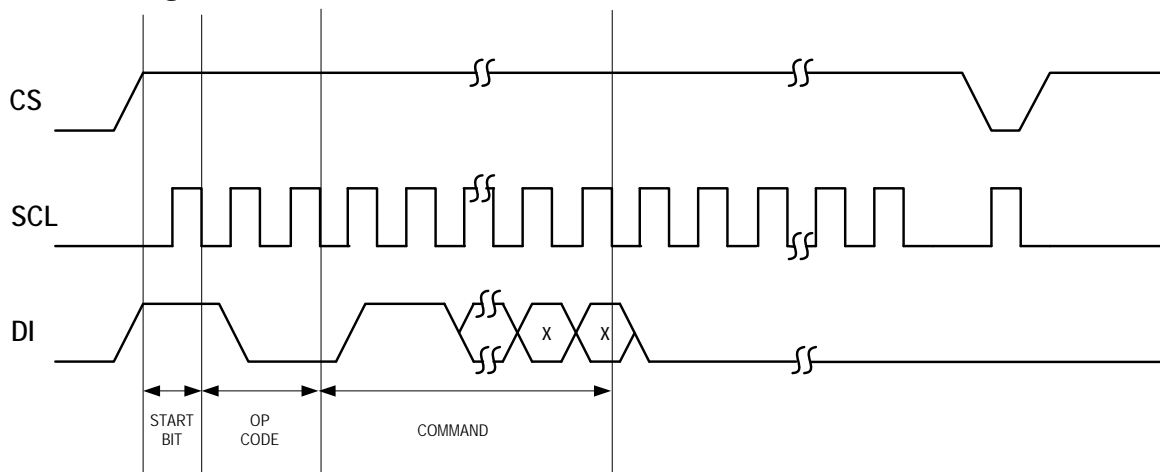 CS
SCL
DI
X
X
START
BIT
OP
CODE
COMMAND